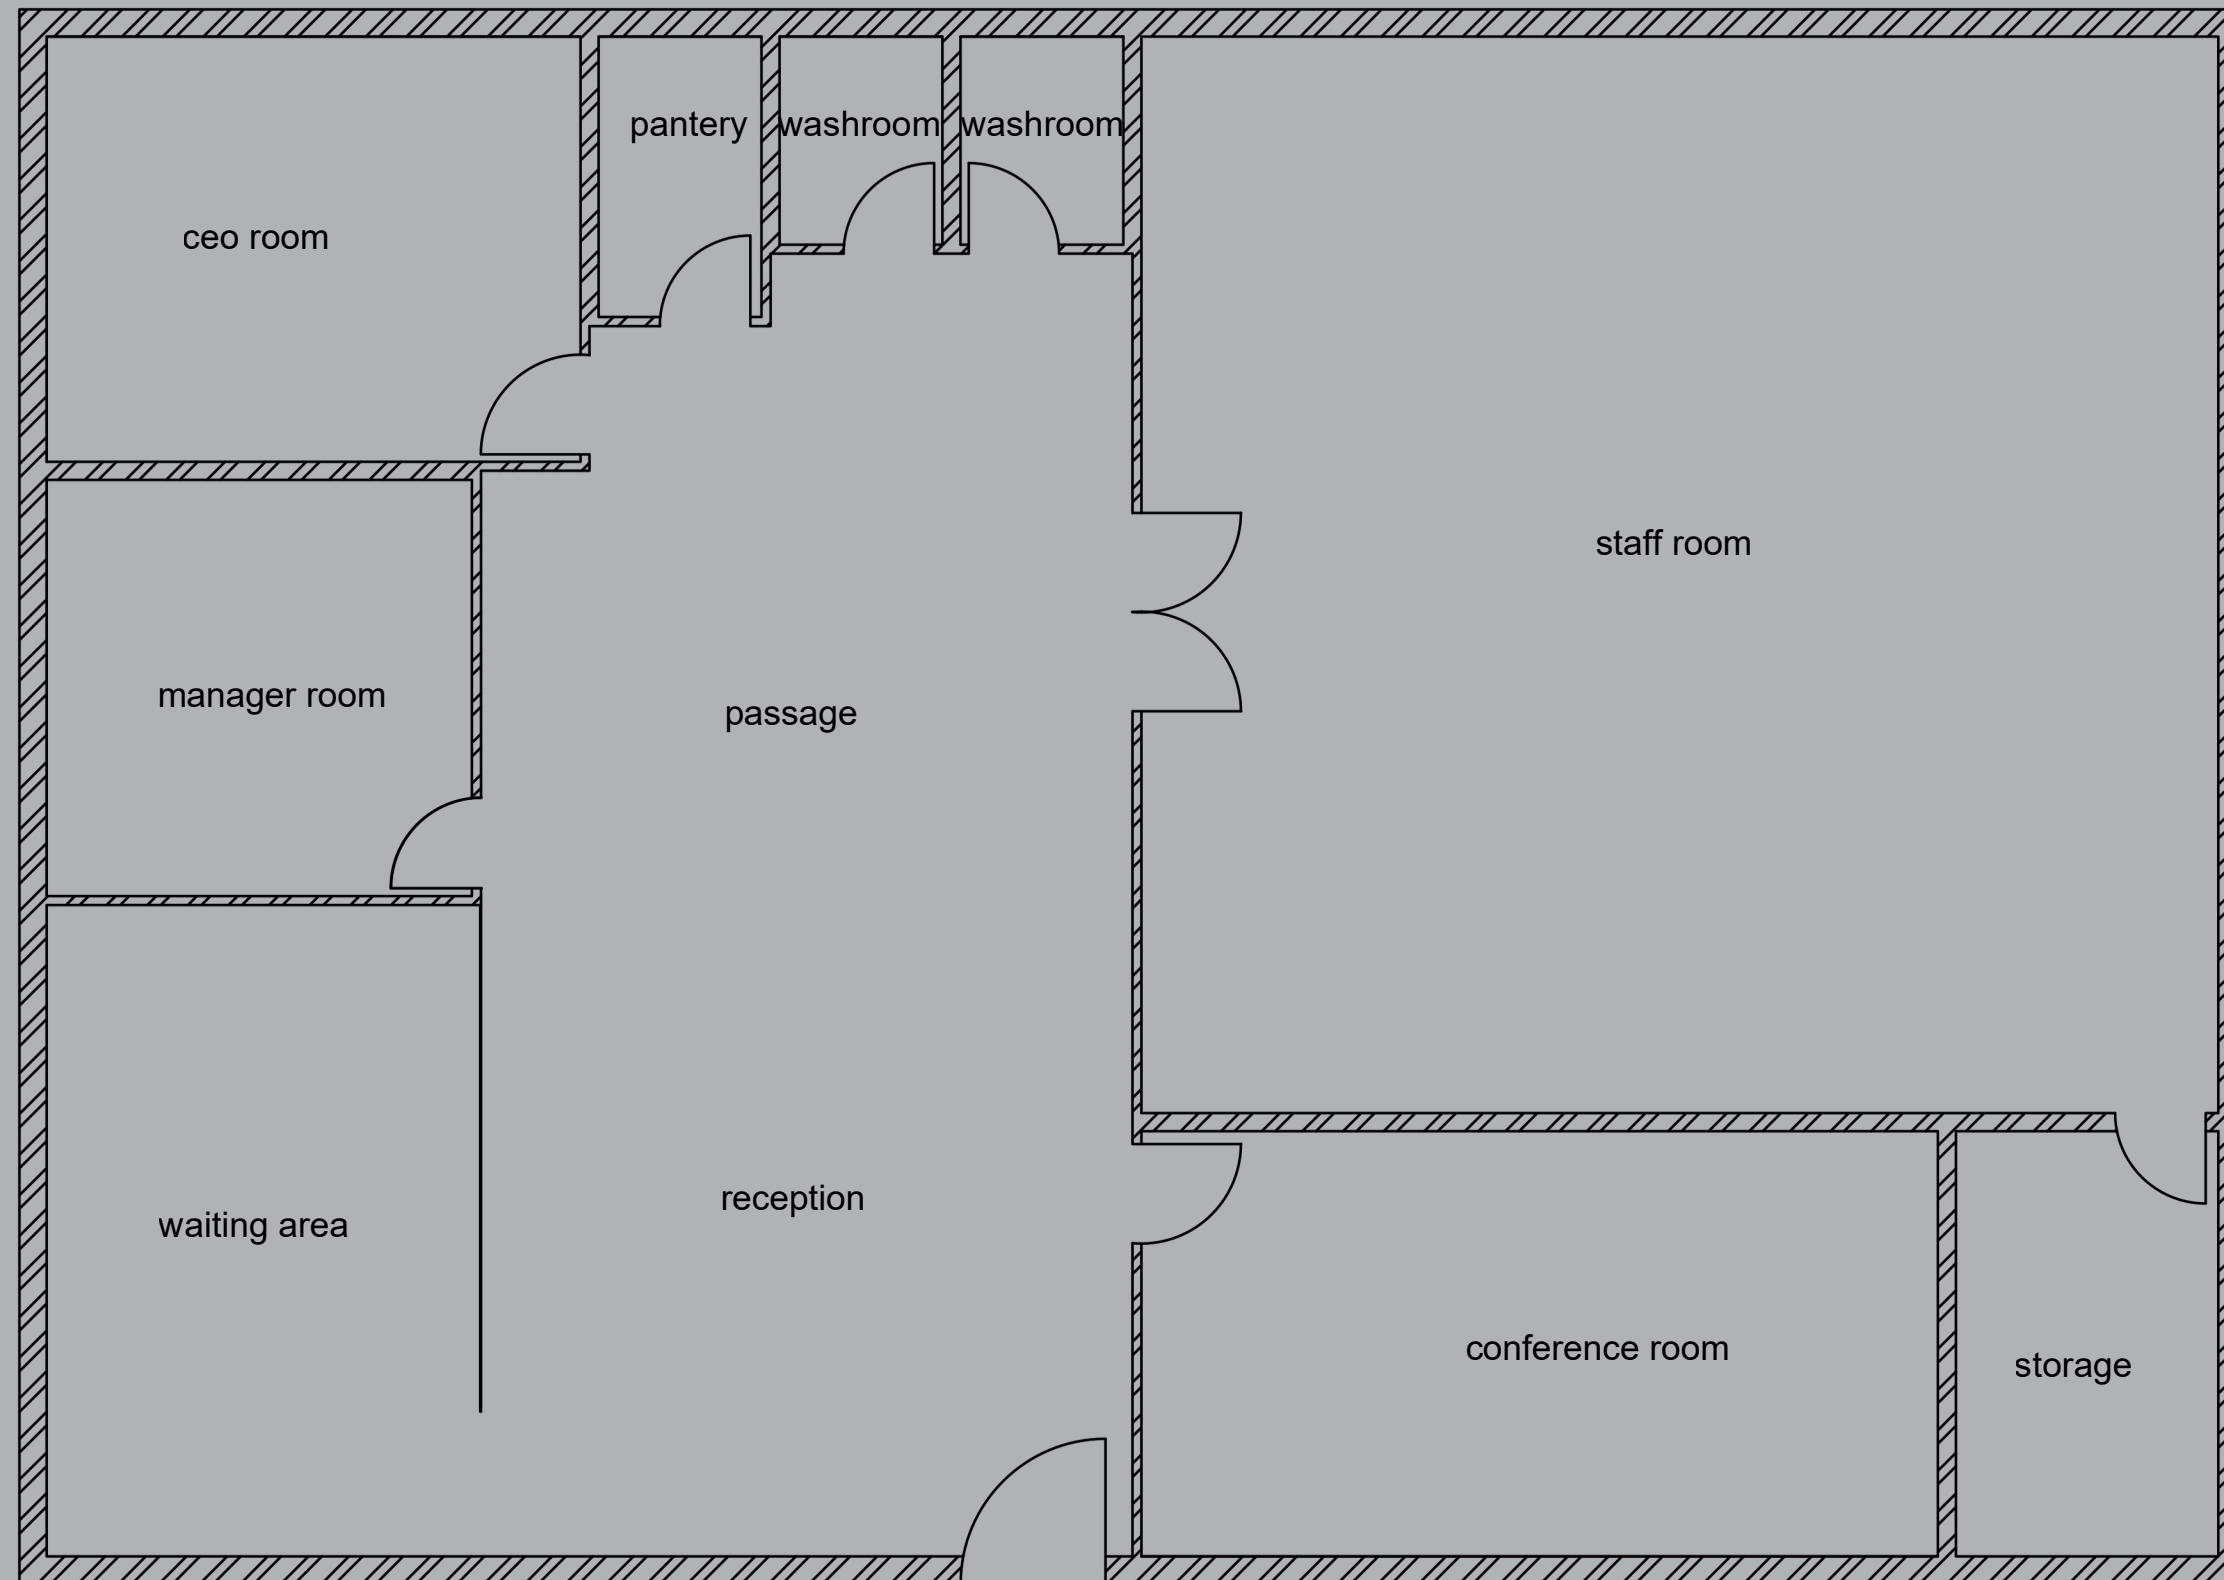 pantery
washroom
washroom
ceo room
staff room
manager room
passage
reception
waiting area
conference room
storage